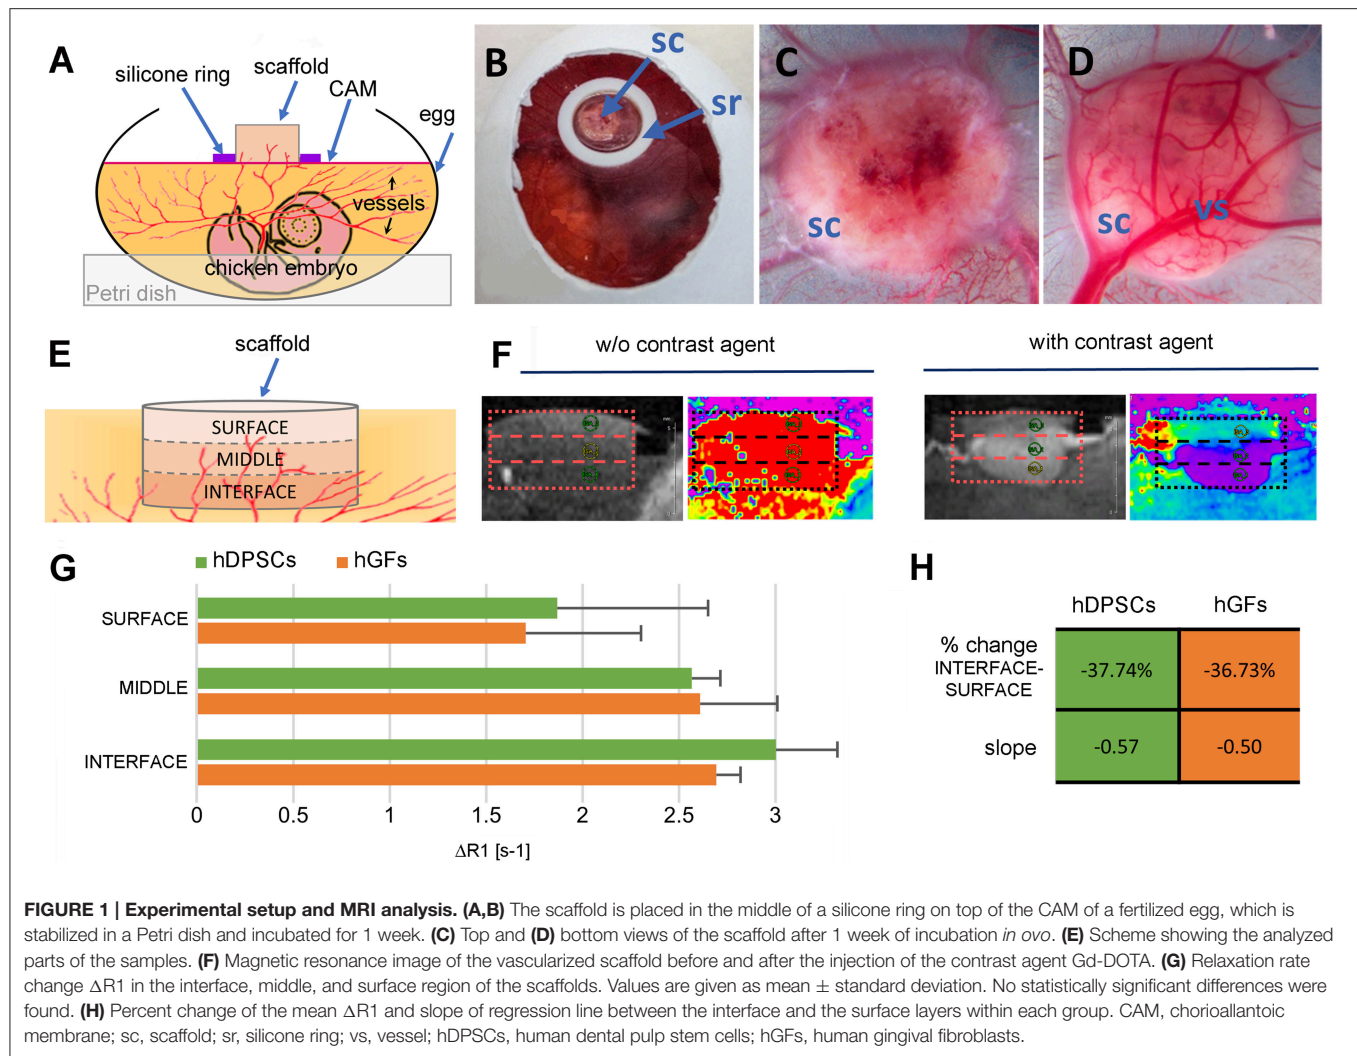 A
silicone ring
scaffold
CAM
egg
vessels
chicken embryo
Petri dish
B
sc
sr
C
sc
D
sc
vs
E
scaffold
SURFACE
MIDDLE
INTERFACE
F
w/o contrast agent
with contrast agent
G
hDPSCs
hGFs
SURFACE
MIDDLE
INTERFACE
0
0.5
1
1.5
2
2.5
3
ΔR1 [s-1]
H
hDPSCs
hGFs
% change
INTERFACE-
SURFACE
-37.74%
-36.73%
slope
-0.57
-0.50
FIGURE 1 | Experimental setup and MRI analysis. (A,B) The scaffold is placed in the middle of a silicone ring on top of the CAM of a fertilized egg, which is
stabilized in a Petri dish and incubated for 1 week. (C) Top and (D) bottom views of the scaffold after 1 week of incubation in ovo. (E) Scheme showing the analyzed
parts of the samples. (F) Magnetic resonance image of the vascularized scaffold before and after the injection of the contrast agent Gd-DOTA. (G) Relaxation rate
change ΔR1 in the interface, middle, and surface region of the scaffolds. Values are given as mean ± standard deviation. No statistically significant differences were
found. (H) Percent change of the mean ΔR1 and slope of regression line between the interface and the surface layers within each group. CAM, chorioallantoic
membrane; sc, scaffold; sr, silicone ring; vs, vessel; hDPSCs, human dental pulp stem cells; hGFs, human gingival fibroblasts.